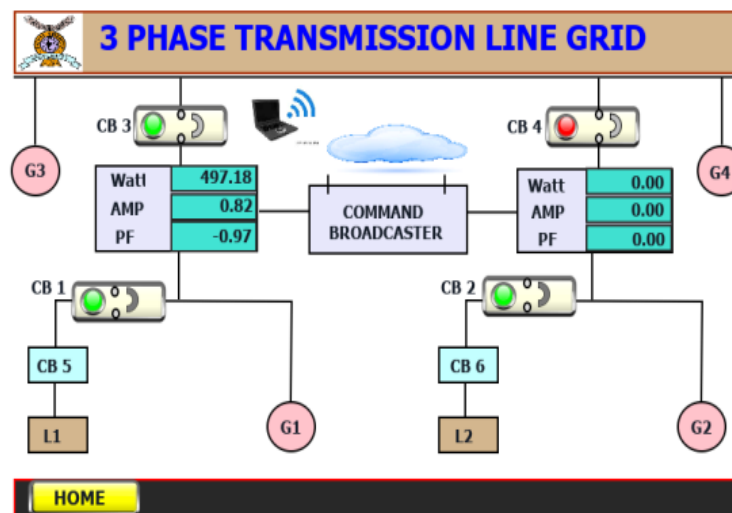 3 PHASE TRANSMISSION LINE GRID
CB 3
CB 4
G3
G4
Watt 497.18
AMP 0.82
PF -0.97
COMMAND
BROADCASTER
Watt 0.00
AMP 0.00
PF 0.00
CB 1
CB 2
CB 5
CB 6
L1
G1
L2
G2
HOME